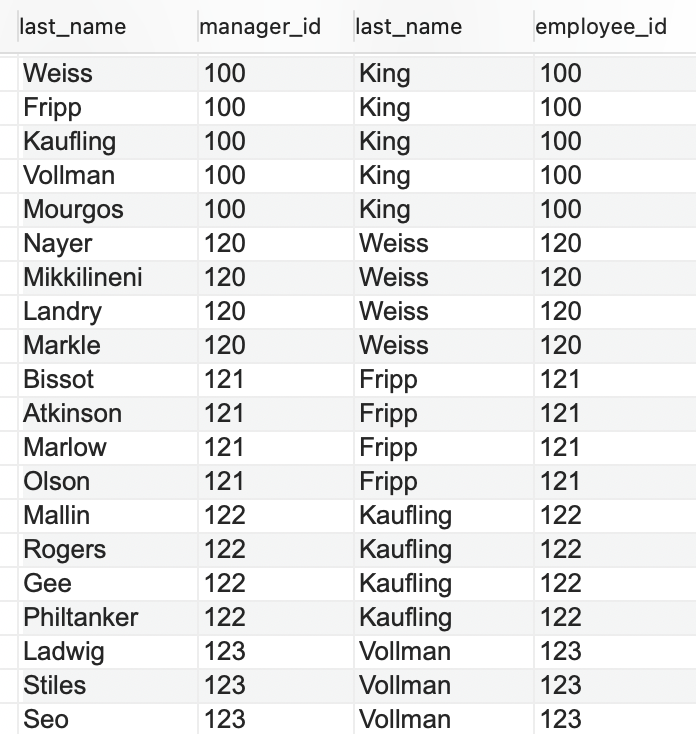 last_name manager_id last_name employee_id
Weiss 100 King 100
Fripp 100 King 100
Kaufling 100 King 100
Vollman 100 King 100
Mourgos 100 King 100
Nayer 120 Weiss 120
Mikkilineni 120 Weiss 120
Landry 120 Weiss 120
Markle 120 Weiss 120
Bissot 121 Fripp 121
Atkinson 121 Fripp 121
Marlow 121 Fripp 121
Olson 121 Fripp 121
Mallin 122 Kaufling 122
Rogers 122 Kaufling 122
Gee 122 Kaufling 122
Philtanker 122 Kaufling 122
Ladwig 123 Vollman 123
Stiles 123 Vollman 123
Seo 123 Vollman 123